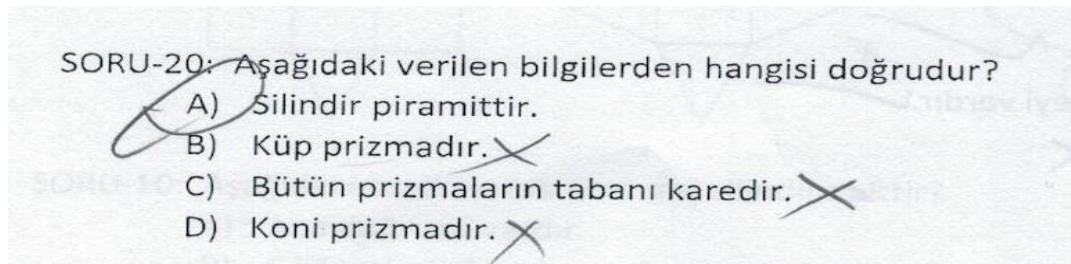 SORU-20: Aşağıdaki verilen bilgilerden hangisi doğrudur?
A) Silindir piramittir.
B) Küp prizmadır.
C) Bütün prizmaların tabanı karedir.
D) Koni prizmadır.